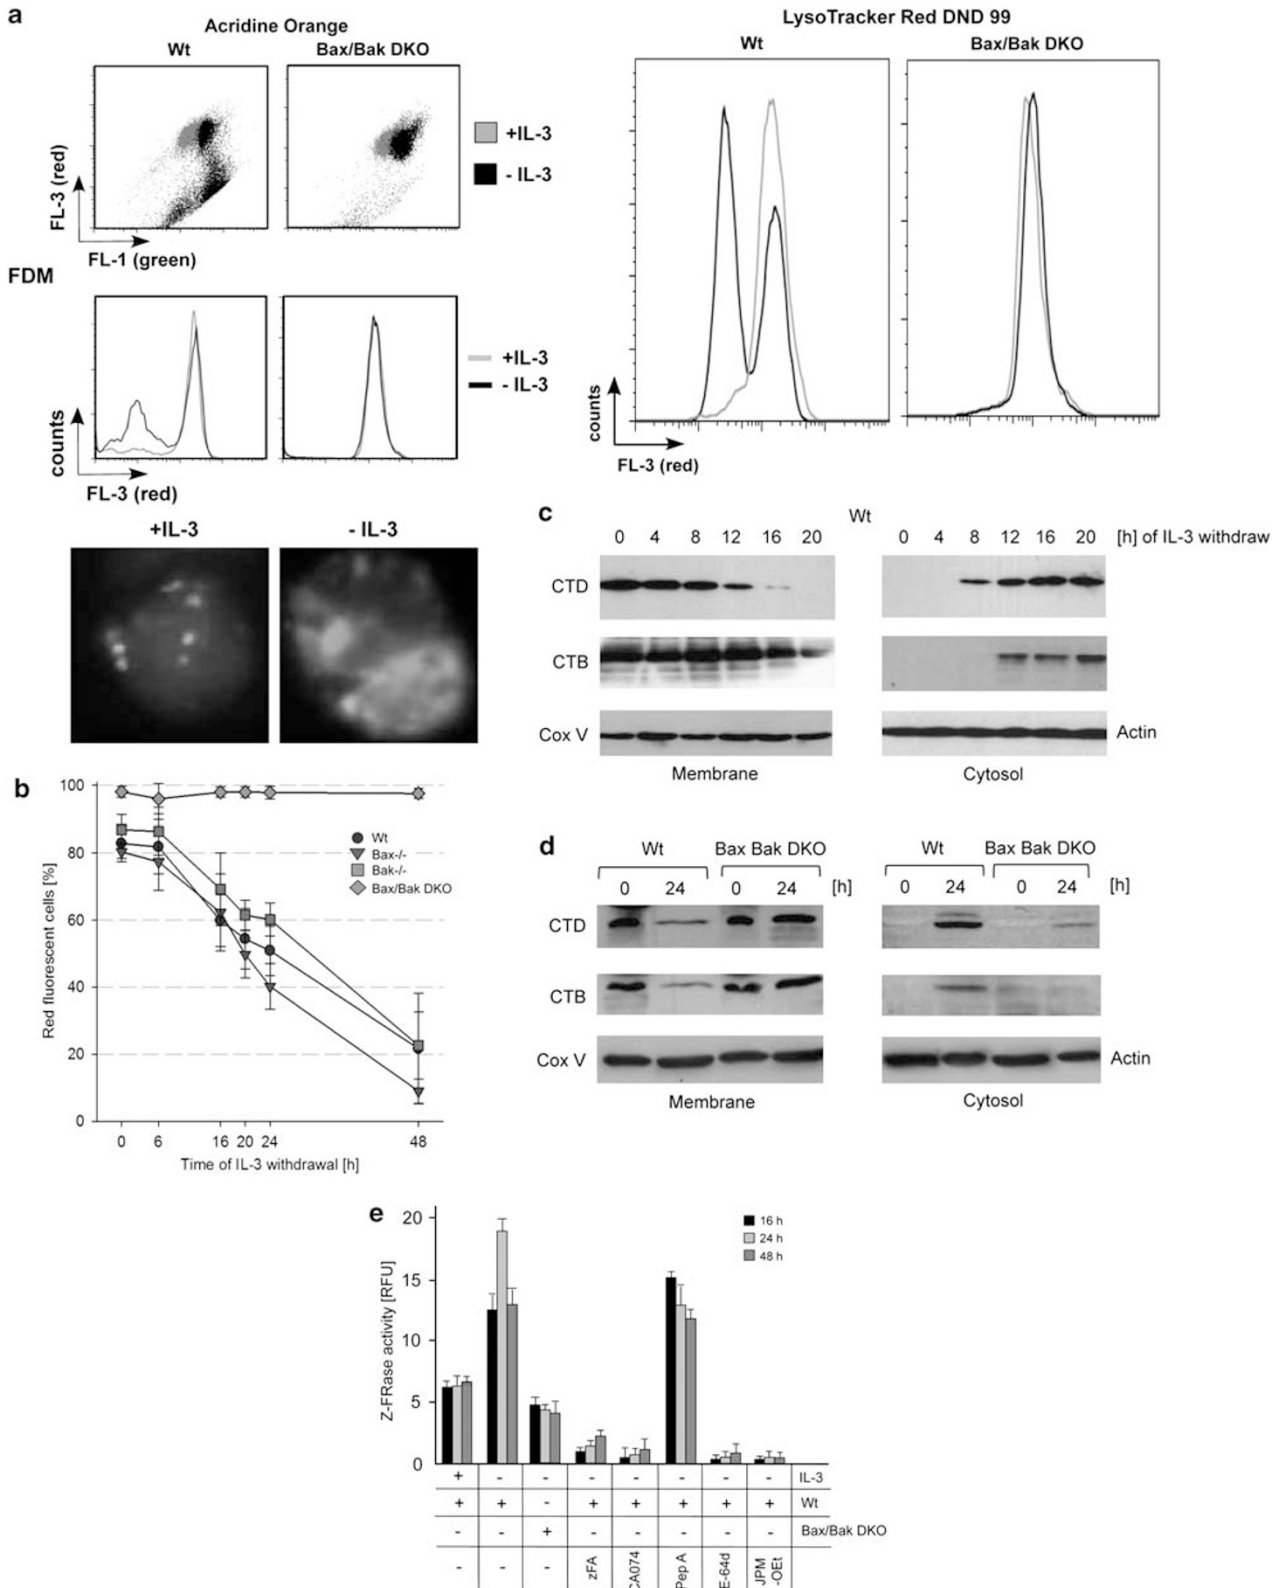 a
Acridine Orange
Wt
Bax/Bak DKO
FL-3 (red)
FL-1 (green)
+IL-3
- IL-3
FDM
counts
FL-3 (red)
+IL-3
- IL-3
+IL-3
- IL-3
LysoTracker Red DND 99
Wt
Bax/Bak DKO
counts
FL-3 (red)
b
100
80
60
40
20
0
Red fluorescent cells [%]
Wt
Bax-/-
Bak-/-
Bax/Bak DKO
0 6 16 20 24 48
Time of IL-3 withdrawal [h]
c
Wt
0 4 8 12 16 20
0 4 8 12 16 20 [h] of IL-3 withdraw
CTD
CTB
Cox V
Actin
Membrane
Cytosol
d
Wt
Bax Bak DKO
Wt
Bax Bak DKO
0 24 0 24 [h]
0 24 0 24 [h]
CTD
CTB
Cox V
Actin
Membrane
Cytosol
e
20
15
10
5
0
Z-FRase activity [RFU]
16 h
24 h
48 h
+ - - - - - - - IL-3
+ + - + + + + + Wt
- - + - - - - - Bax/Bak DKO
- - - zFA CA074 Pep A E-64d JPM -OEt